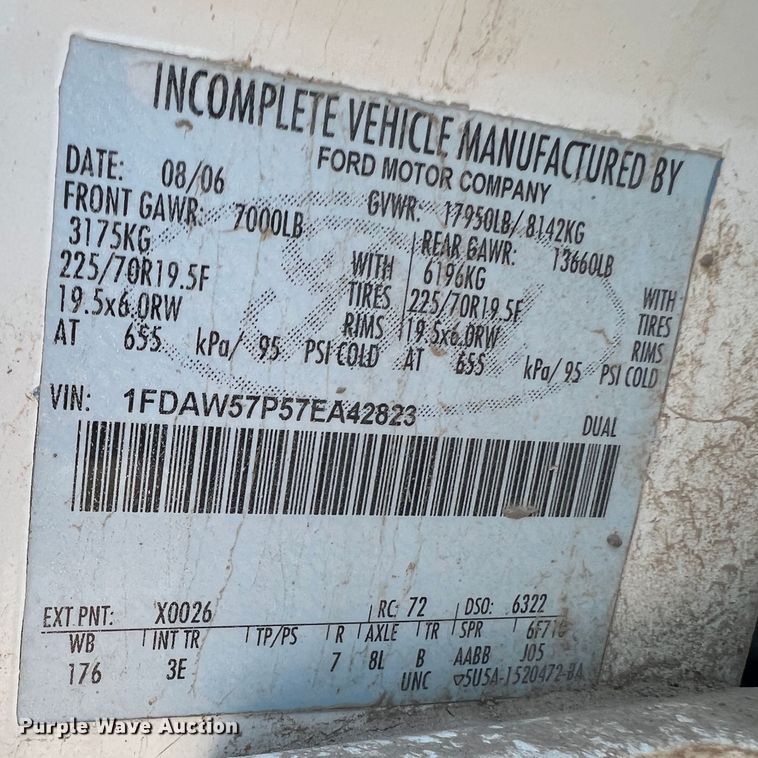 INCOMPLETE VEHICLE MANUFACTURED BY
FORD MOTOR COMPANY
DATE: 08/06 GVWR: 17950LB/ 8142KG
FRONT GAWR: 7000LB REAR GAWR: 13660LB
3175KG WITH 6196KG WITH
225/70R19.5F TIRES 225/70R19.5F TIRES
19.5x6.0RW RIMS 19.5x6.0RW RIMS
AT 655 kPa/ 95 PSI COLD AT 655 kPa/ 95 PSI COLD
VIN: 1FDAW57P57EA42823 DUAL
EXT PNT: X0026 RC: 72 DSO: 6322
WB INT TR TP/PS R AXLE TR SPR
176 3E 7 8L B AABB J05
UNC ▽5U5A-1520472-BA
Purple Wave Auction